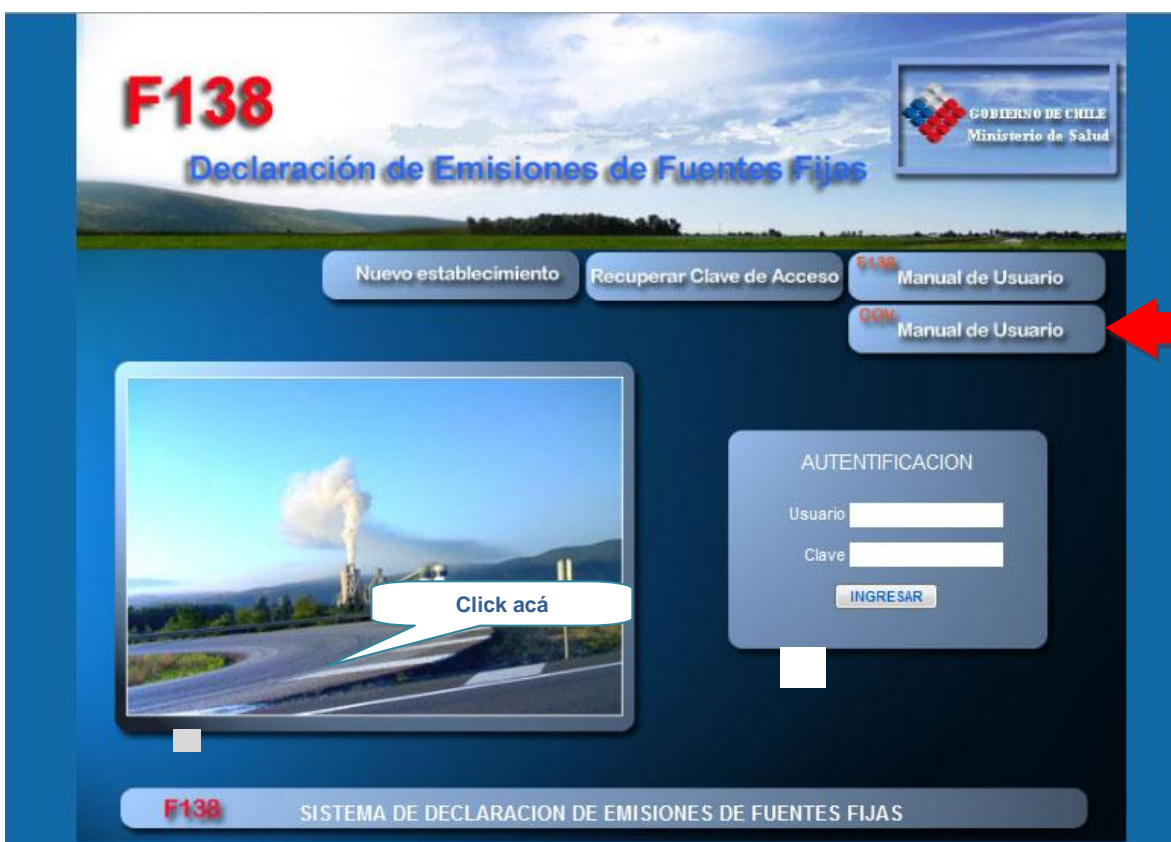 F138
Declaración de Emisiones de Fuentes Fijas
GOBIERNO DE CHILE
Ministerio de Salud
Nuevo establecimiento
Recuperar Clave de Acceso
F138
Manual de Usuario
COV
Manual de Usuario
AUTENTIFICACION
Usuario
Clave
INGRESAR
Click acá
F138
SISTEMA DE DECLARACION DE EMISIONES DE FUENTES FIJAS